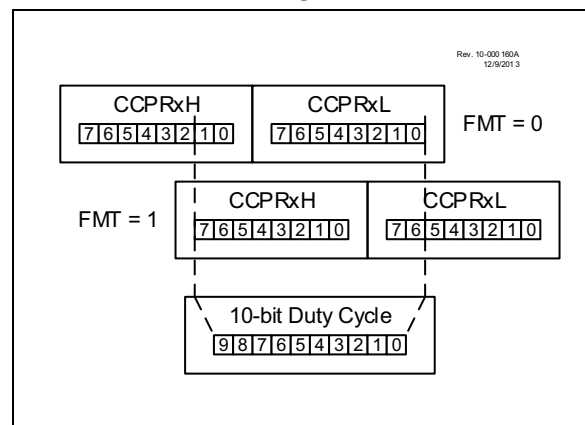 Rev. 10-000 160A
12/9/2013
CCPRxH CCPRxL
7 6 5 4 3 2 1 0 7 6 5 4 3 2 1 0 FMT = 0
CCPRxH CCPRxL
FMT = 1 7 6 5 4 3 2 1 0 7 6 5 4 3 2 1 0
10-bit Duty Cycle
9 8 7 6 5 4 3 2 1 0